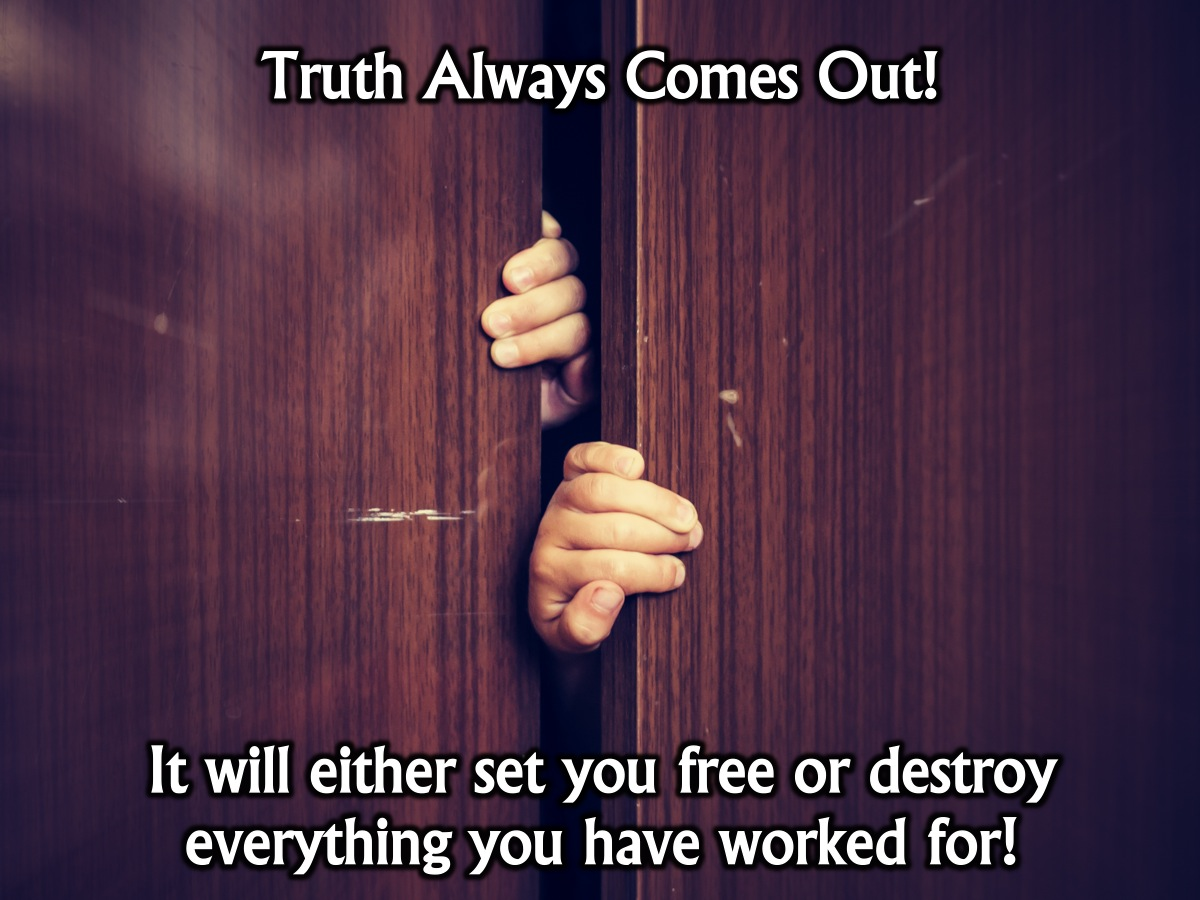 Truth Always Comes Out!
It will either set you free or destroy
everything you have worked for!